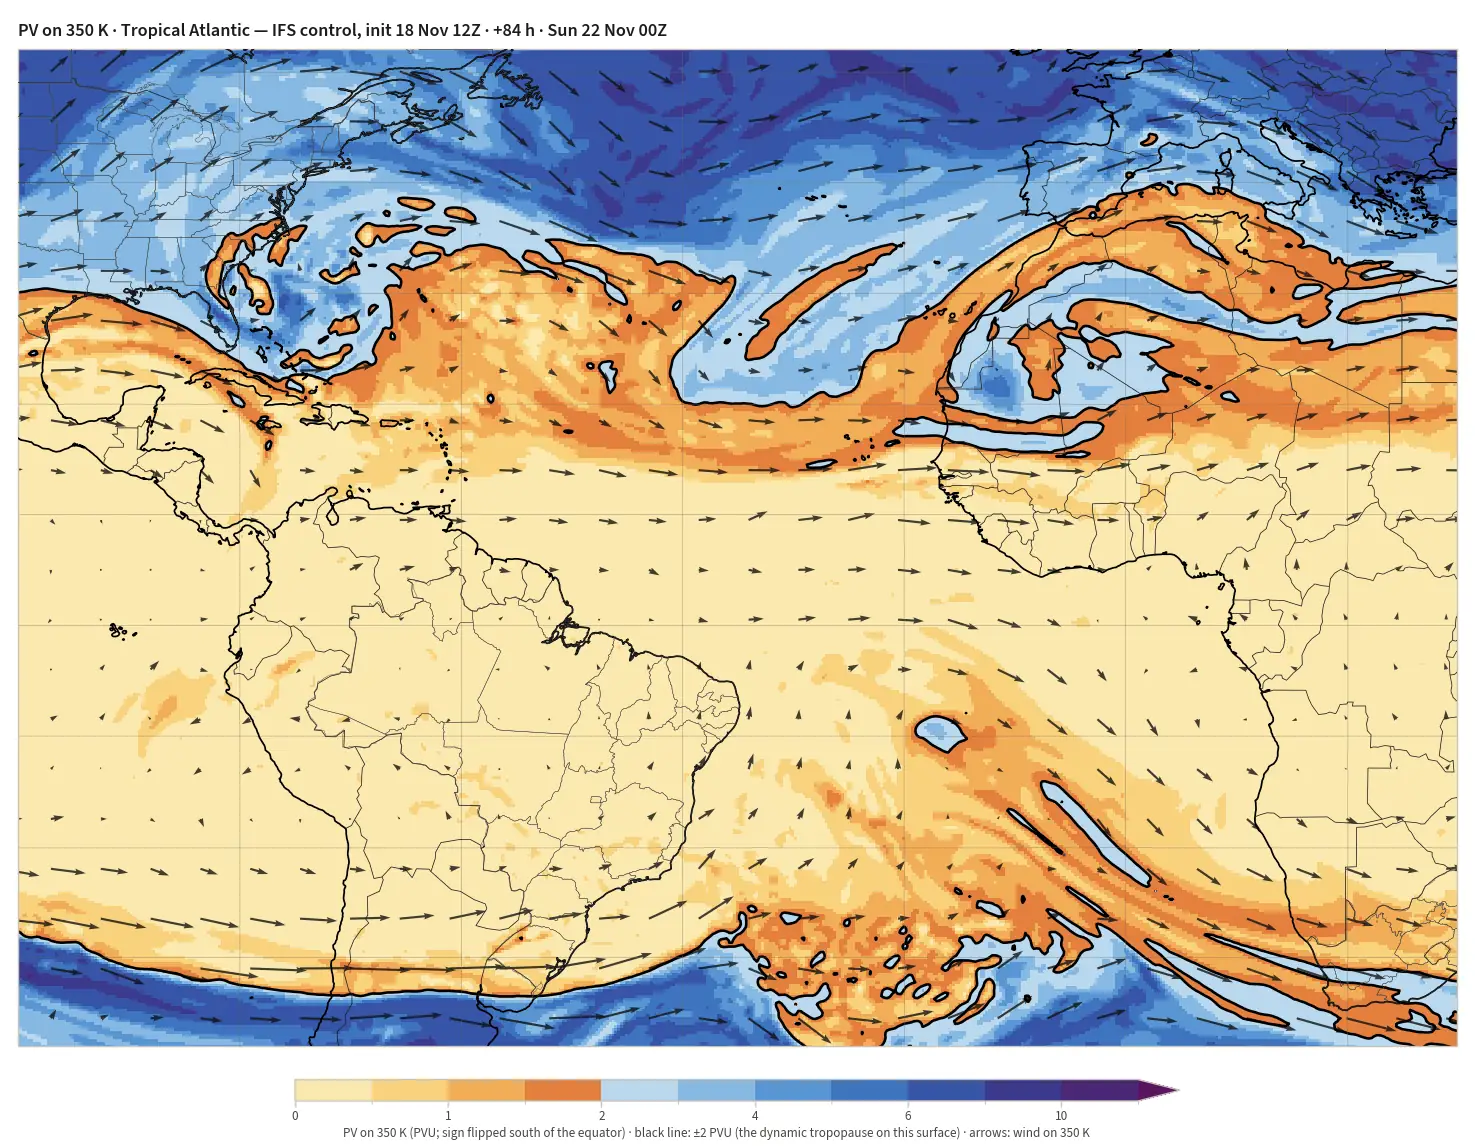 PV on 350 K · Tropical Atlantic — IFS control, init 18 Nov 12Z · +84 h · Sun 22 Nov 00Z
0 1 2 4 6 8 10
PV on 350 K (PVU; sign flipped south of the equator) · black line: ±2 PVU (the dynamic tropopause on this surface) · arrows: wind on 350 K